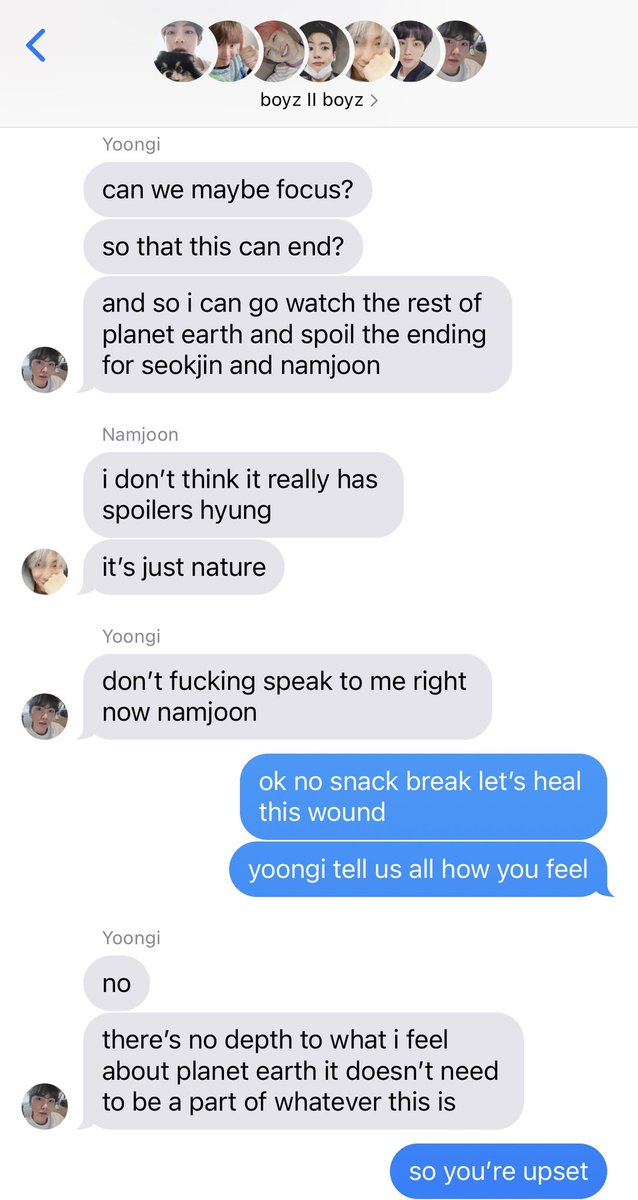 boyz II boyz
Yoongi
can we maybe focus?
so that this can end?
and so i can go watch the rest of
planet earth and spoil the ending
for seokjin and namjoon
Namjoon
i don’t think it really has
spoilers hyung
it’s just nature
Yoongi
don’t fucking speak to me right
now namjoon
ok no snack break let’s heal
this wound
yoongi tell us all how you feel
Yoongi
no
there’s no depth to what i feel
about planet earth it doesn’t need
to be a part of whatever this is
so you’re upset